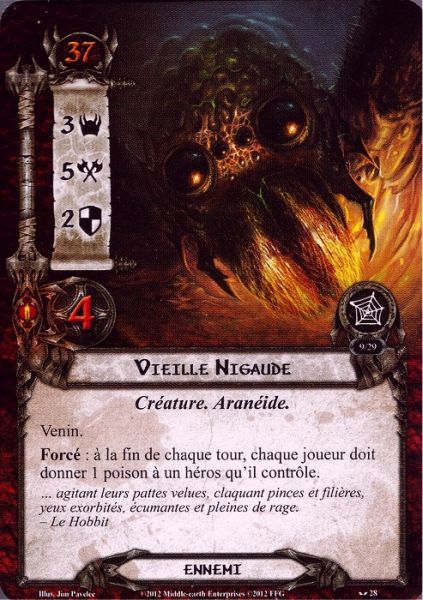 37
3
5
2
4
9/29
Vieille Nigaude
Créature. Aranéide.
Venin.
Forcé : à la fin de chaque tour, chaque joueur doit
donner 1 poison à un héros qu'il contrôle.
... agitant leurs pattes velues, claquant pinces et filières,
yeux exorbités, écumantes et pleines de rage.
– Le Hobbit
ENNEMI
Illus. Jim Pavelec ©2012 Middle-earth Enterprises ©2012 FFG 28